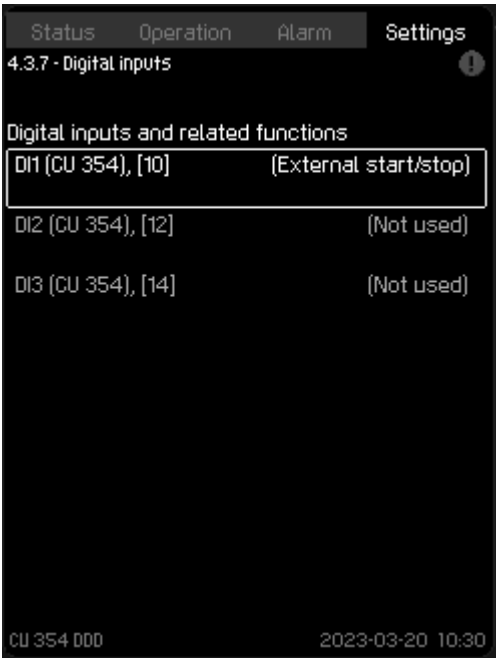 Status Operation Alarm Settings
4.3.7 - Digital inputs
!
Digital inputs and related functions
DI1 (CU 354), [10] (External start/stop)
DI2 (CU 354), [12] (Not used)
DI3 (CU 354), [14] (Not used)
CU 354 DDD 2023-03-20 10:30